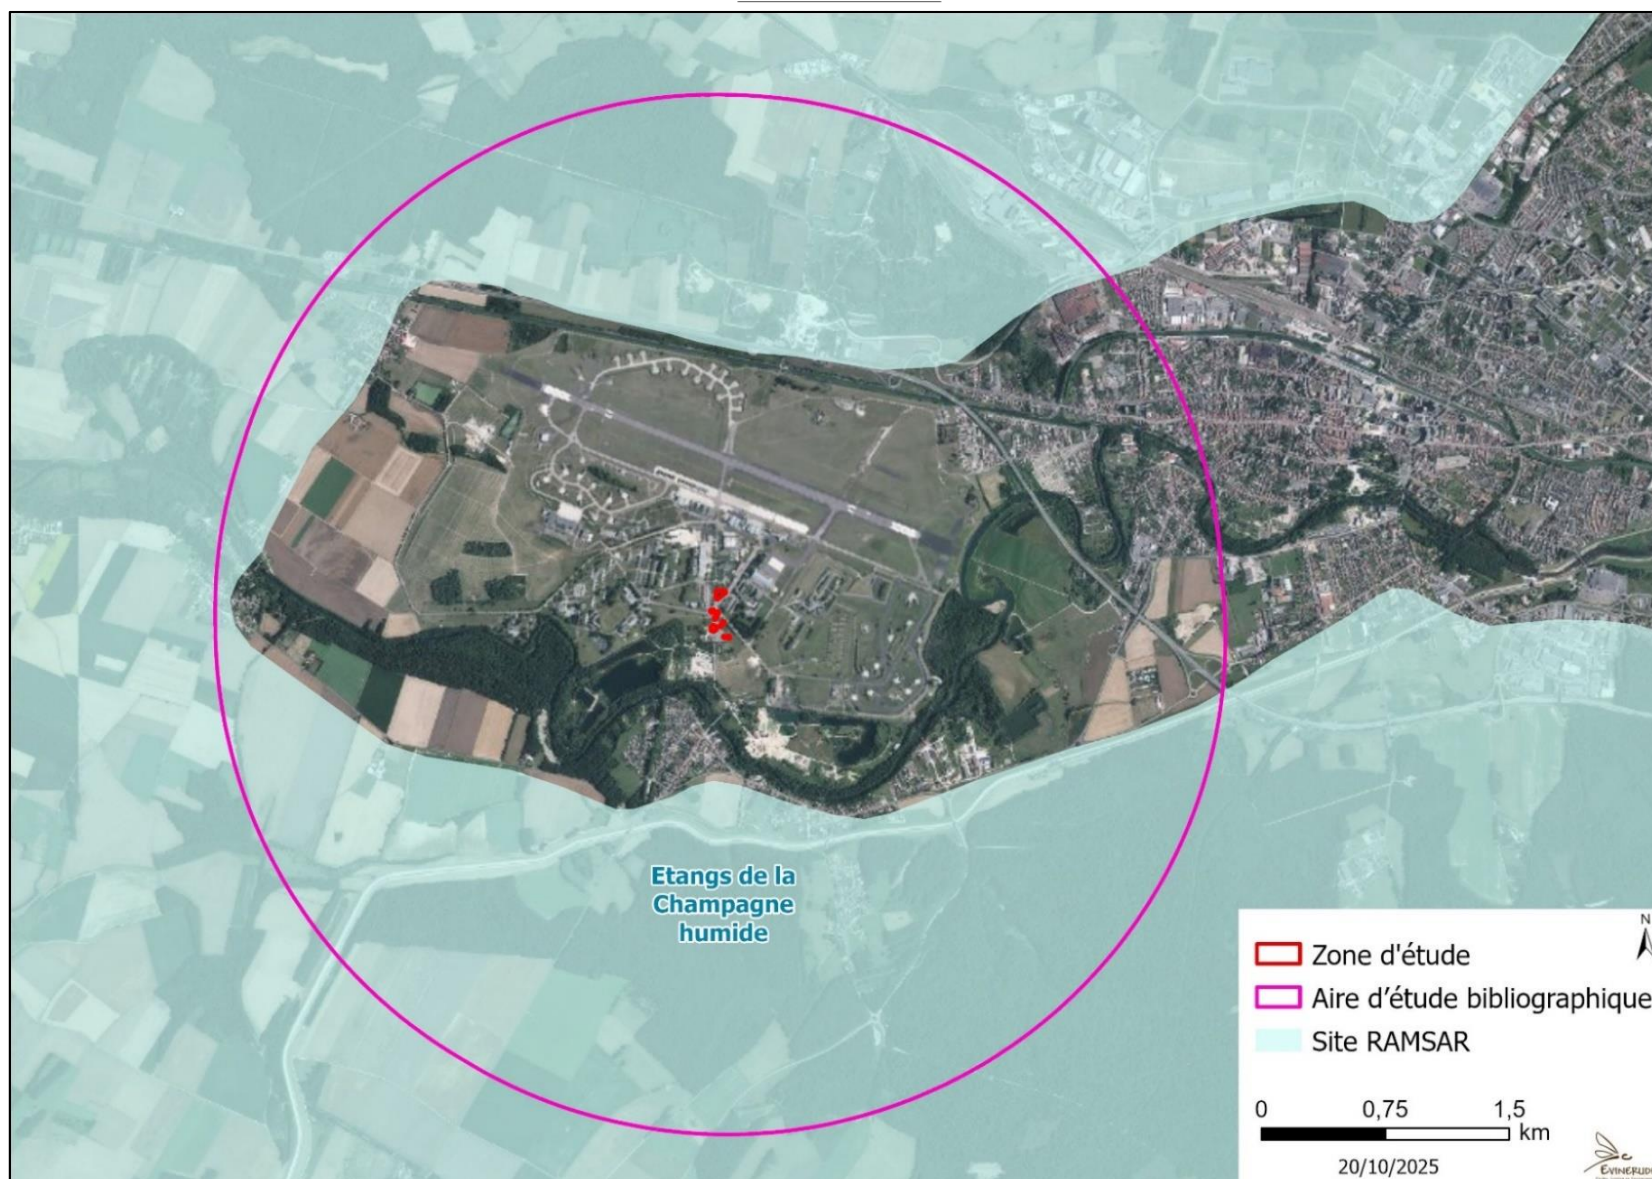 Etangs de la
Champagne
humide
N
Zone d'étude
Aire d’étude bibliographique
Site RAMSAR
0 0,75 1,5
km
20/10/2025
EVINERUDE